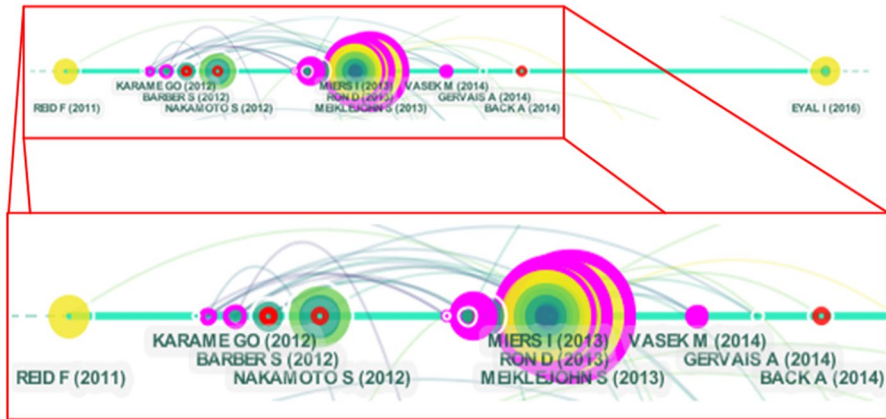 KARAME GO (2012) MIERS I (2013) VASEK M (2014)
BARBER S (2012) RON D (2013) GERVAIS A (2014)
REID F (2011) NAKAMOTO S (2012) MEIKLEJOHN S (2013) BACK A (2014) EYAL I (2016)
KARAME GO (2012) MIERS I (2013) VASEK M (2014)
BARBER S (2012) RON D (2013) GERVAIS A (2014)
REID F (2011) NAKAMOTO S (2012) MEIKLEJOHN S (2013) BACK A (2014)